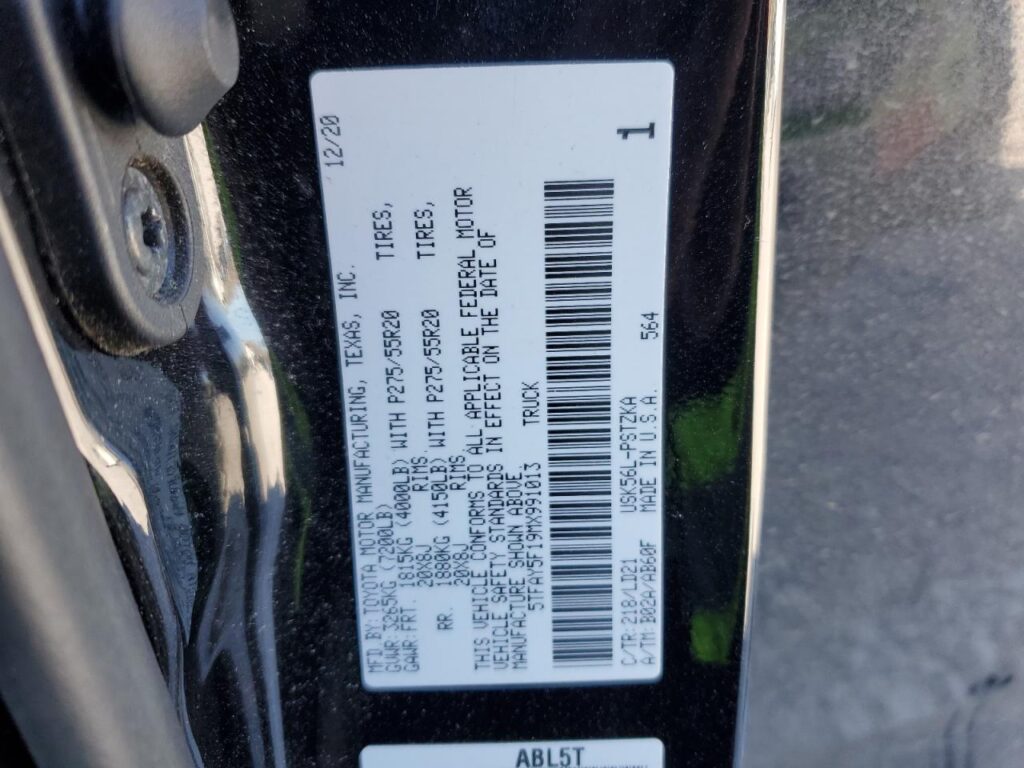 MFD BY: TOYOTA MOTOR MANUFACTURING, TEXAS, INC. 12/20
GVWR: 3265KG (7200LB)
GAWR: FRT. 1815KG (4000LB) WITH P275/55R20 TIRES,
20X8J RIMS.
RR. 1880KG (4150LB) WITH P275/55R20 TIRES,
20X8J RIMS.
THIS VEHICLE CONFORMS TO ALL APPLICABLE FEDERAL MOTOR
VEHICLE SAFETY STANDARDS IN EFFECT ON THE DATE OF
MANUFACTURE SHOWN ABOVE.
5TFAY5F19MX991013 TRUCK
C/TR: 218/LD21 USK56L-PSTZKA
A/TM: B02A/AB60F MADE IN U.S.A. 564 1
ABL5T